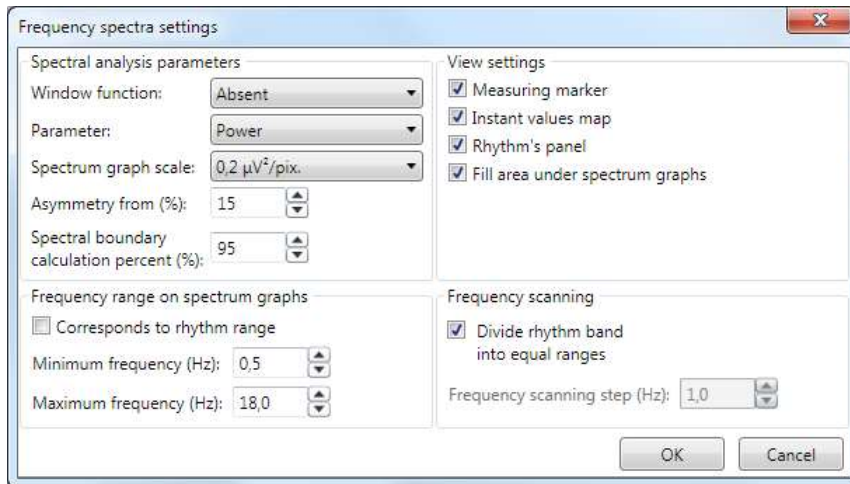 Frequency spectra settings
Spectral analysis parameters
Window function: Absent
Parameter: Power
Spectrum graph scale: 0,2 µV²/pix.
Asymmetry from (%): 15
Spectral boundary
calculation percent (%): 95
View settings
Measuring marker
Instant values map
Rhythm's panel
Fill area under spectrum graphs
Frequency range on spectrum graphs
Corresponds to rhythm range
Minimum frequency (Hz): 0,5
Maximum frequency (Hz): 18,0
Frequency scanning
Divide rhythm band
into equal ranges
Frequency scanning step (Hz): 1,0
OK Cancel